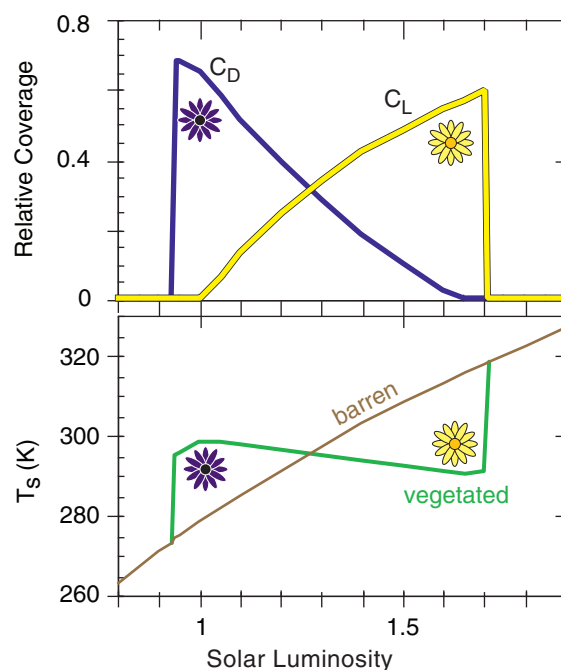 0.8
C_D
C_L
0.4
Relative Coverage
0
320
barren
300
T_S (K)
vegetated
280
260
1
1.5
Solar Luminosity